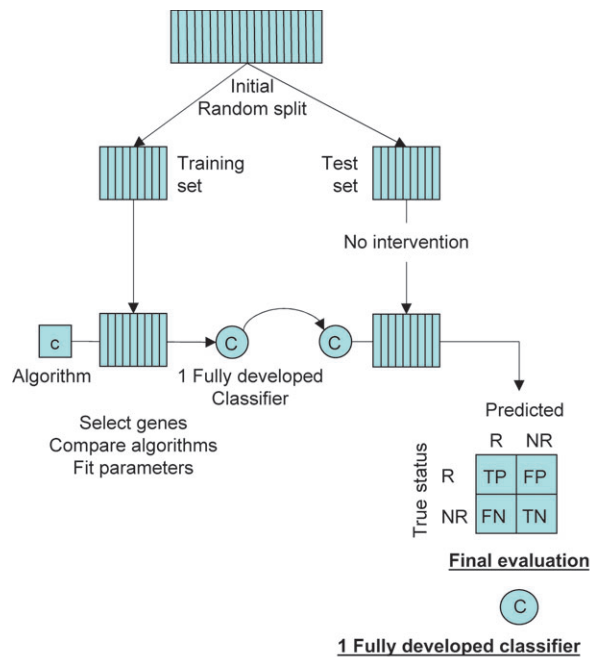 Initial
Random split
Training
set
Test
set
No intervention
c
C
C
Algorithm
1 Fully developed
Classifier
Select genes
Compare algorithms
Fit parameters
Predicted
R NR
True status
R TP FP
NR FN TN
Final evaluation
C
1 Fully developed classifier